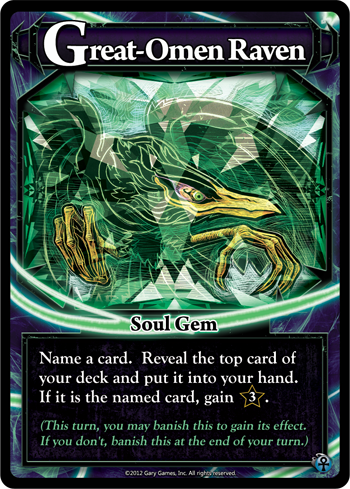 Great-Omen Raven
Soul Gem
Name a card. Reveal the top card of
your deck and put it into your hand.
If it is the named card, gain 3.
(This turn, you may banish this to gain its effect.
If you don't, banish this at the end of your turn.)
©2012 Gary Games, Inc. All rights reserved.